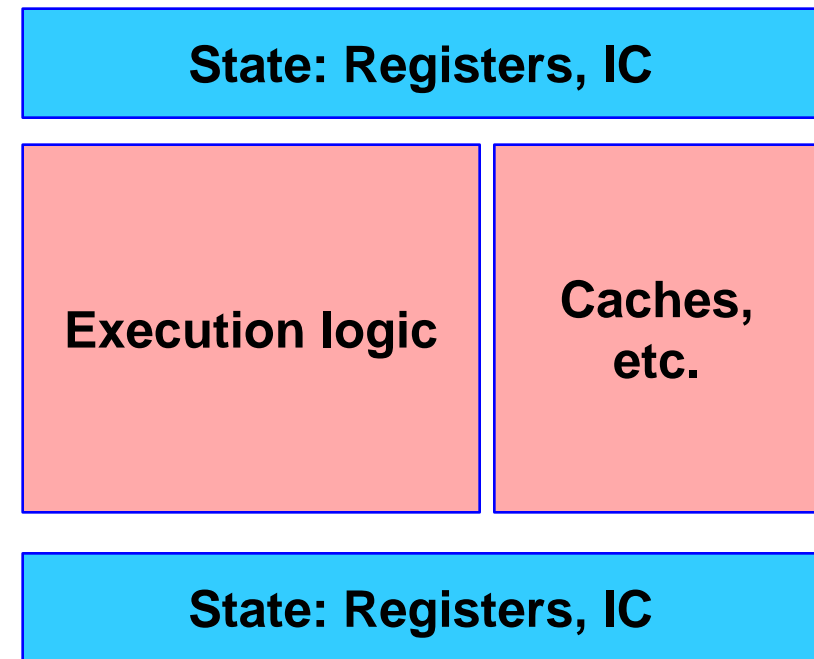 State: Registers, IC
Execution logic
Caches,
etc.
State: Registers, IC